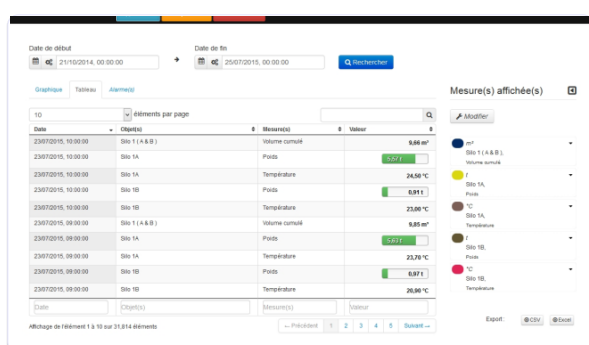 Date de début
Date de fin
21/10/2014, 00:00:00
25/07/2015, 00:00:00
Rechercher
Graphique Tableau Alarme(s)
Mesure(s) affichée(s)
10 éléments par page
Modifier
Date Objet(s) Mesure(s) Valeur
23/07/2015, 10:00:00 Silo 1 ( A & B ) Volume cumulé 9,66 m³
23/07/2015, 10:00:00 Silo 1A Poids 5,57 t
23/07/2015, 10:00:00 Silo 1A Température 24,50 °C
23/07/2015, 10:00:00 Silo 1B Poids 0,91 t
23/07/2015, 10:00:00 Silo 1B Température 23,00 °C
23/07/2015, 09:00:00 Silo 1 ( A & B ) Volume cumulé 9,85 m³
23/07/2015, 09:00:00 Silo 1A Poids 5,67 t
23/07/2015, 09:00:00 Silo 1A Température 23,70 °C
23/07/2015, 09:00:00 Silo 1B Poids 0,97 t
23/07/2015, 09:00:00 Silo 1B Température 20,90 °C
Date Objet(s) Mesure(s) Valeur
Affichage de l'élément 1 à 10 sur 31,814 éléments
← Précédent 1 2 3 4 5 Suivant →
m³
Silo 1 ( A & B ),
Volume cumulé
t
Silo 1A,
Poids
°C
Silo 1A,
Température
t
Silo 1B,
Poids
°C
Silo 1B,
Température
Export : CSV Excel